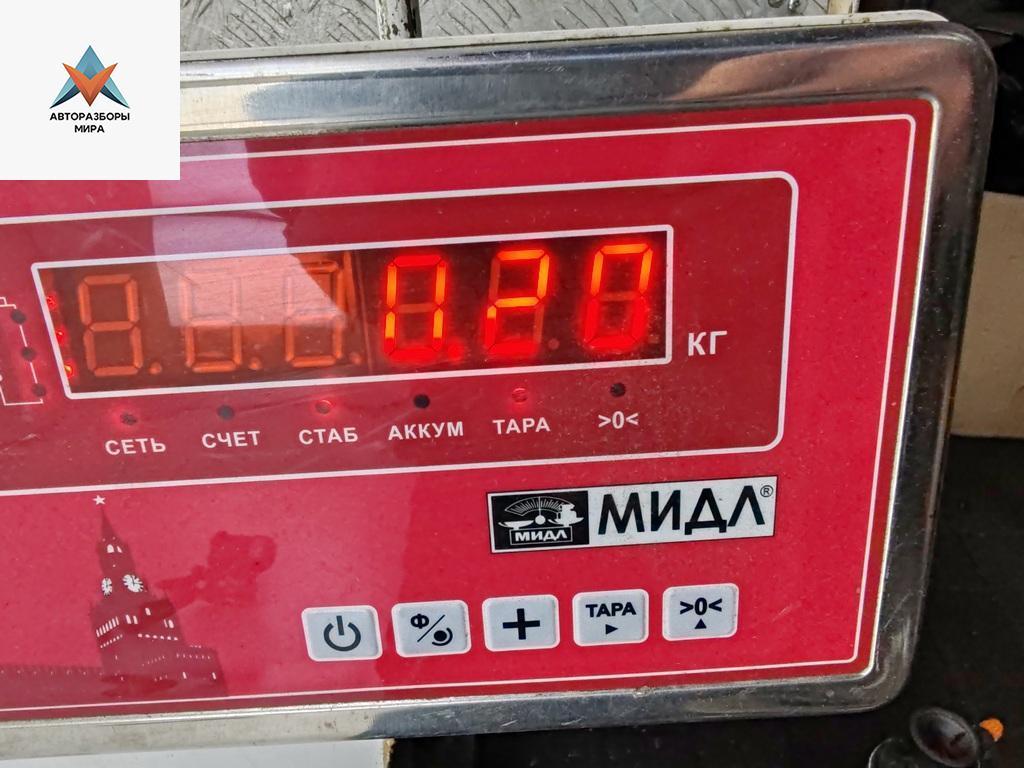 АВТОРАЗБОРЫ
МИРА
0.20
КГ
СЕТЬ СЧЕТ СТАБ АККУМ ТАРА >0<
МИДЛ
МИДЛ®
Ф/ + ТАРА >0<